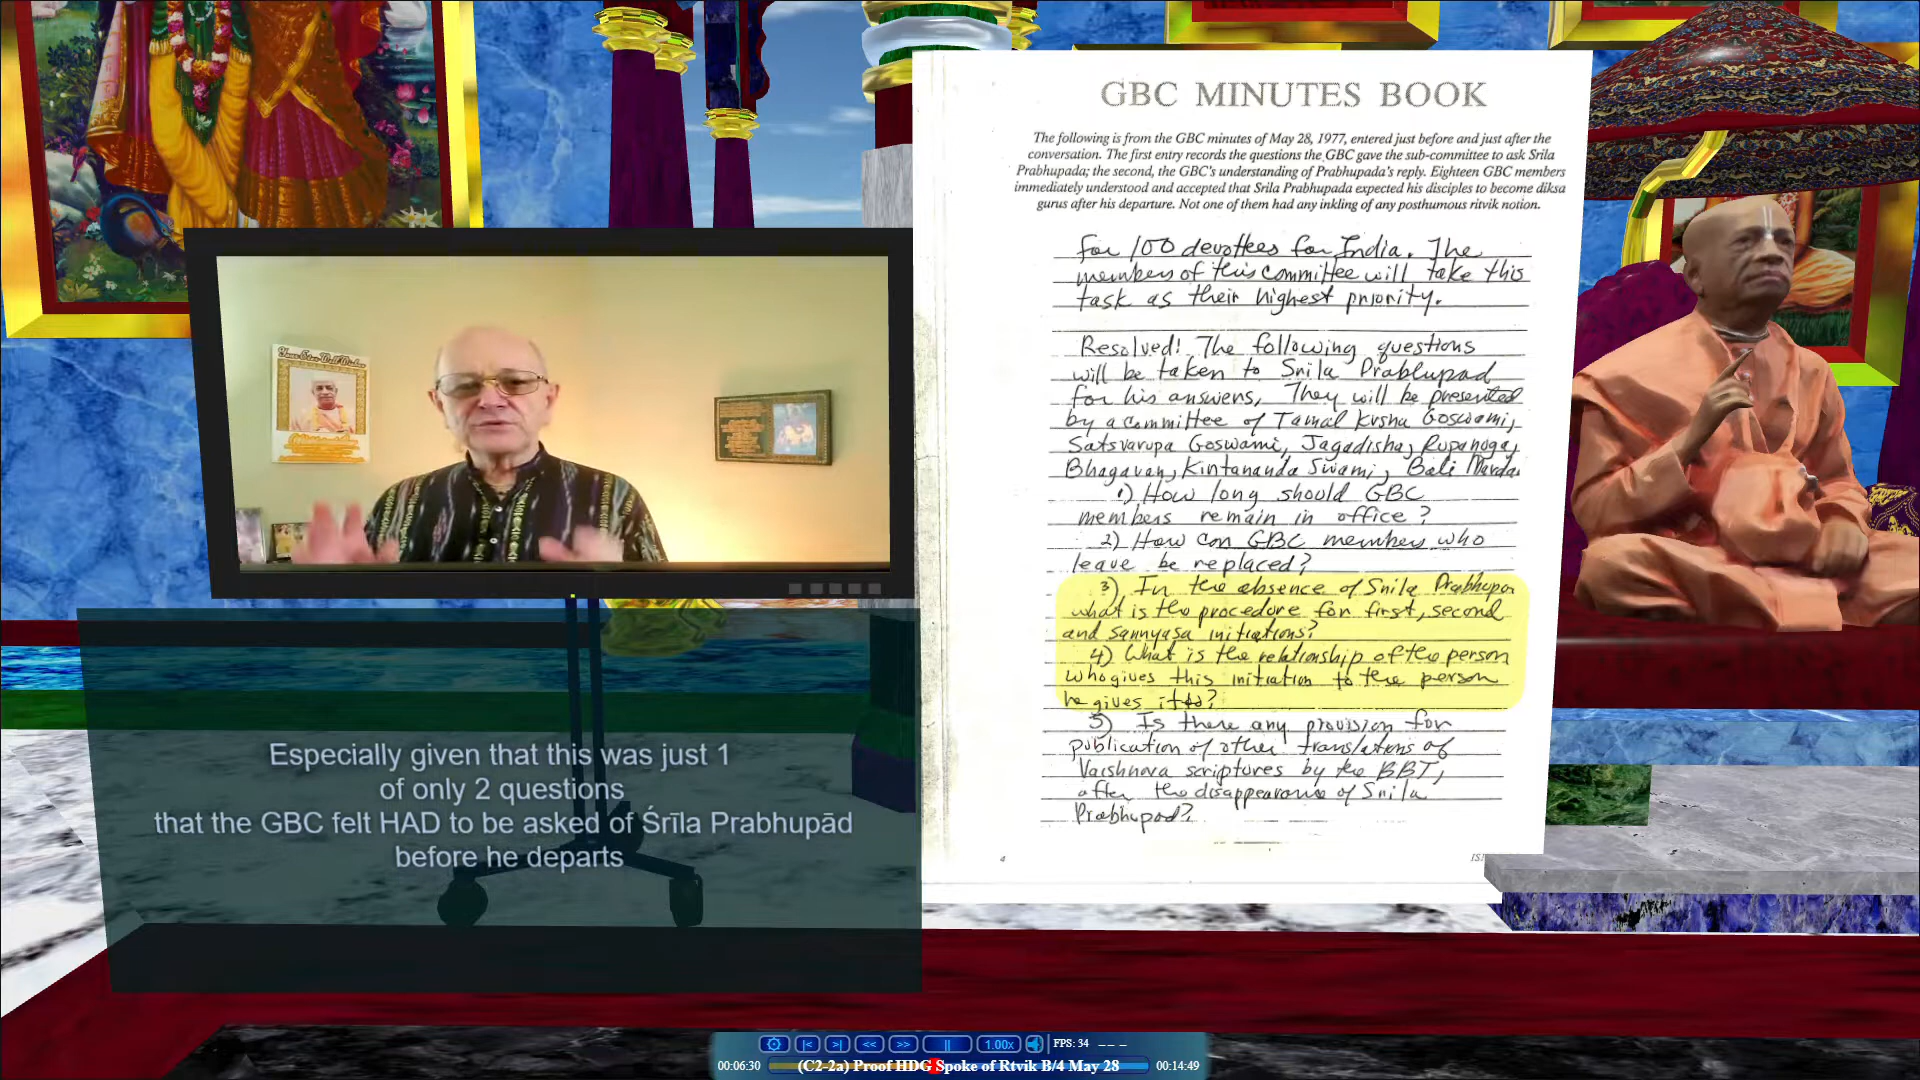 GBC MINUTES BOOK
The following is from the GBC minutes of May 28, 1977, entered just before and just after the
conversation. The first entry records the questions the GBC gave the sub-committee to ask Srila
Prabhupada; the second, the GBC's understanding of Prabhupada's reply. Eighteen GBC members
immediately understood and accepted that Srila Prabhupada expected his disciples to become diksa
gurus after his departure. Not one of them had any inkling of any posthumous ritvik notion.
for 100 devottees for India. The
members of this committee will take this
task as their highest priority.
Resolved! The following questions
will be taken to Srila Prabhupad
for his answers, They will be presented
by a committee of Tamal Krsna Goswami,
Satsvarupa Goswami, Jagadisha, Rupanoga,
Bhagavan, Kirtananda Swami, Bali Marda
1) How long should GBC
members remain in office?
2) How can GBC members who
leave be replaced?
3), In the absence of Srila Prabhupa
what is the procedure for first, second
and sannyasa initiations?
4) What is the relationship of the person
who gives this initiation to the person
he gives it to?
5) Is there any provision for
publication of other translations of
Vaishnava scriptures by the BBT,
after the disappearance of Srila
Prabhupad?
4
Your Ever Well-Wisher
Especially given that this was just 1
of only 2 questions
that the GBC felt HAD to be asked of Śrīla Prabhupād
before he departs
|< >| << >> || 1.00x FPS: 34 – – –
00:06:30 (C2-2a) Proof HDG Spoke of Rtvik B/4 May 28 00:14:49